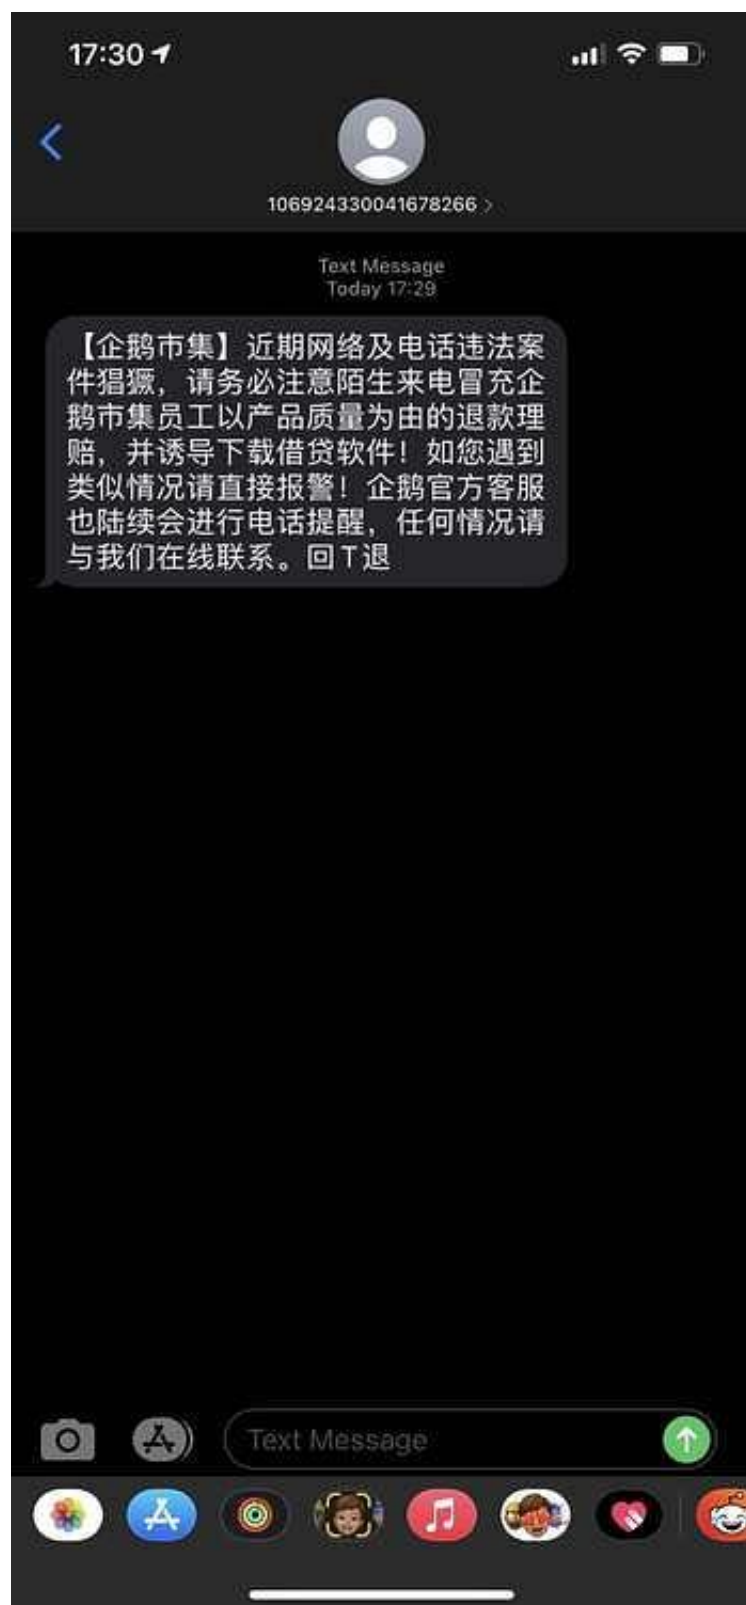 17:30
106924330041678266
Text Message
Today 17:29
【企鹅市集】近期网络及电话违法案
件猖獗，请务必注意陌生来电冒充企
鹅市集员工以产品质量为由的退款理
赔，并诱导下载借贷软件！如您遇到
类似情况请直接报警！企鹅官方客服
也陆续会进行电话提醒，任何情况请
与我们在线联系。回T退
Text Message